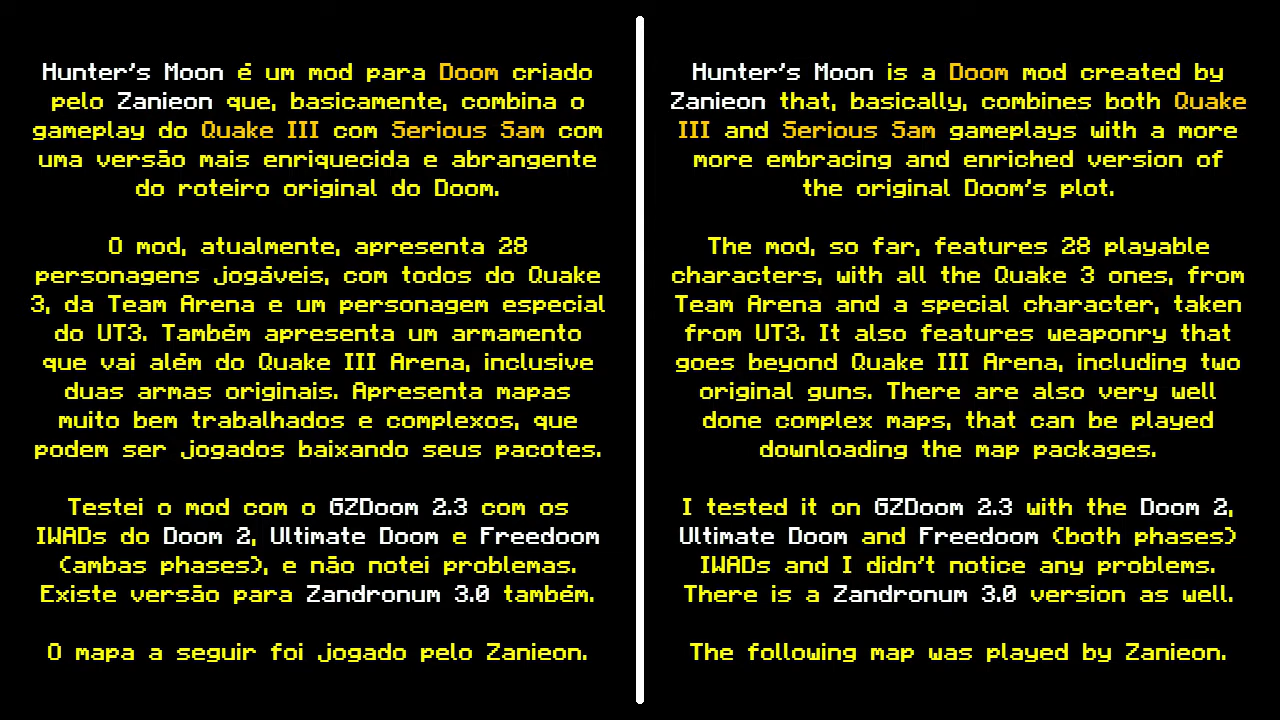 Hunter's Moon é um mod para Doom criado
pelo Zanieon que, basicamente, combina o
gameplay do Quake III com Serious Sam com
uma versão mais enriquecida e abrangente
do roteiro original do Doom.
O mod, atualmente, apresenta 28
personagens jogáveis, com todos do Quake
3, da Team Arena e um personagem especial
do UT3. Também apresenta um armamento
que vai além do Quake III Arena, inclusive
duas armas originais. Apresenta mapas
muito bem trabalhados e complexos, que
podem ser jogados baixando seus pacotes.
Testei o mod com o GZDoom 2.3 com os
IWADs do Doom 2, Ultimate Doom e Freedoom
(ambas phases), e não notei problemas.
Existe versão para Zandronum 3.0 também.
O mapa a seguir foi jogado pelo Zanieon.
Hunter's Moon is a Doom mod created by
Zanieon that, basically, combines both Quake
III and Serious Sam gameplays with a more
more embracing and enriched version of
the original Doom's plot.
The mod, so far, features 28 playable
characters, with all the Quake 3 ones, from
Team Arena and a special character, taken
from UT3. It also features weaponry that
goes beyond Quake III Arena, including two
original guns. There are also very well
done complex maps, that can be played
downloading the map packages.
I tested it on GZDoom 2.3 with the Doom 2,
Ultimate Doom and Freedoom (both phases)
IWADs and I didn't notice any problems.
There is a Zandronum 3.0 version as well.
The following map was played by Zanieon.